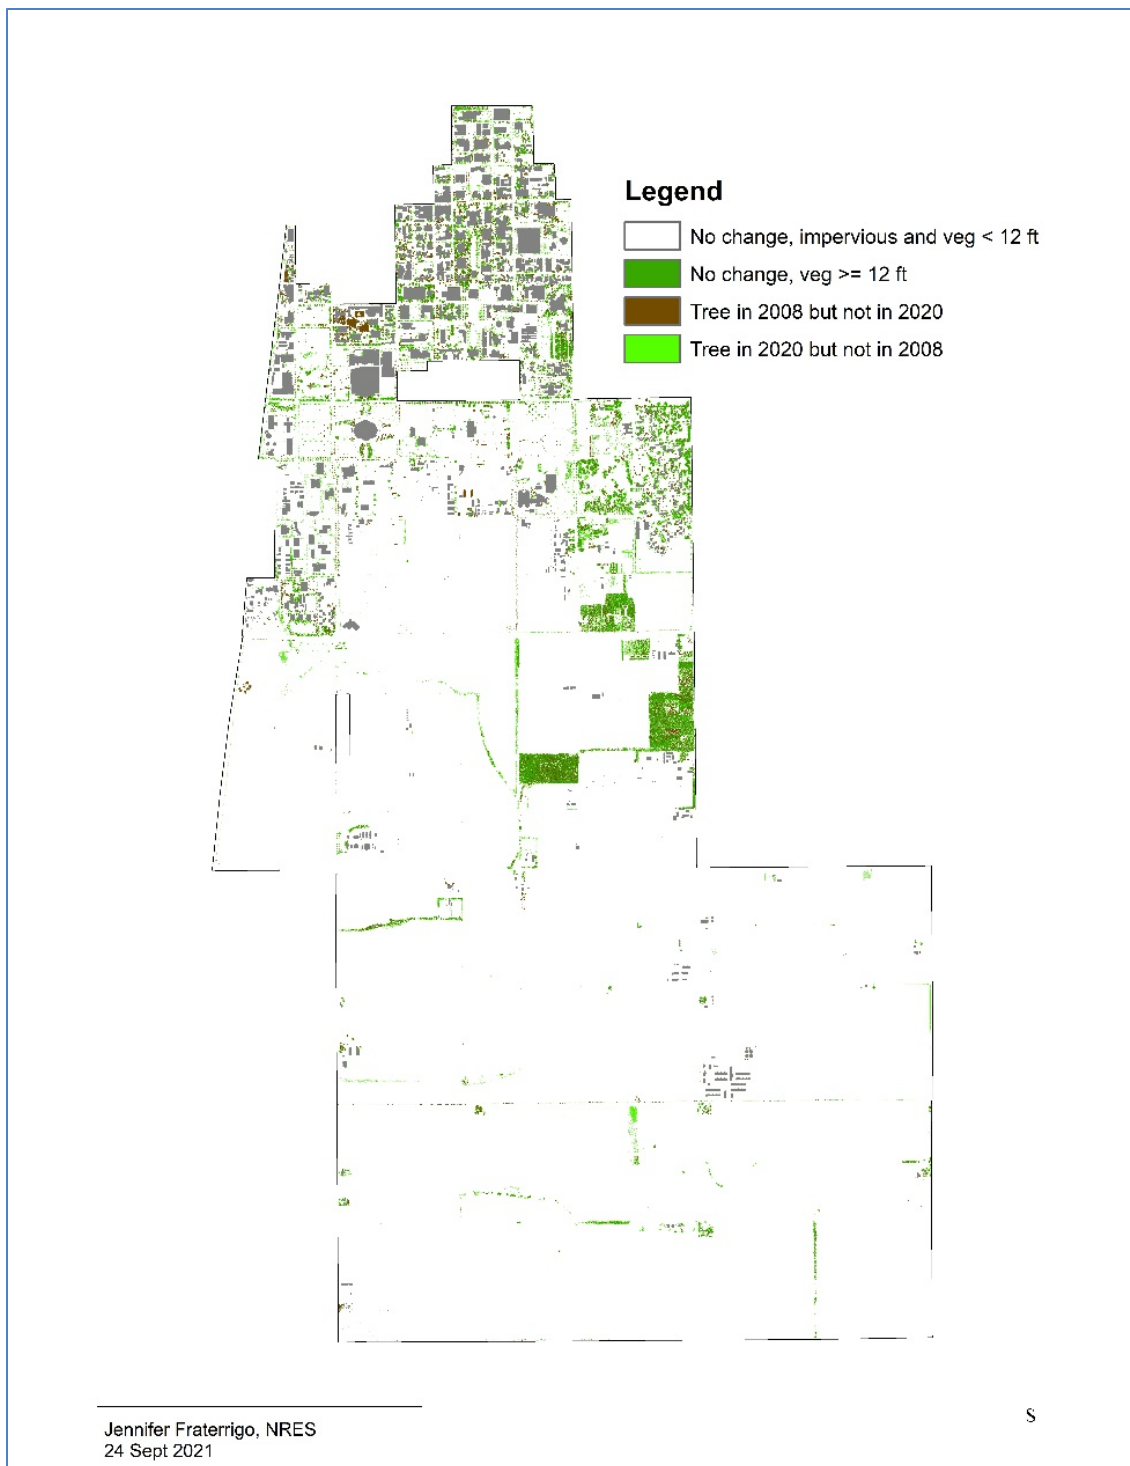 Legend
No change, impervious and veg < 12 ft
No change, veg >= 12 ft
Tree in 2008 but not in 2020
Tree in 2020 but not in 2008
Jennifer Fraterrigo, NRES
24 Sept 2021
S